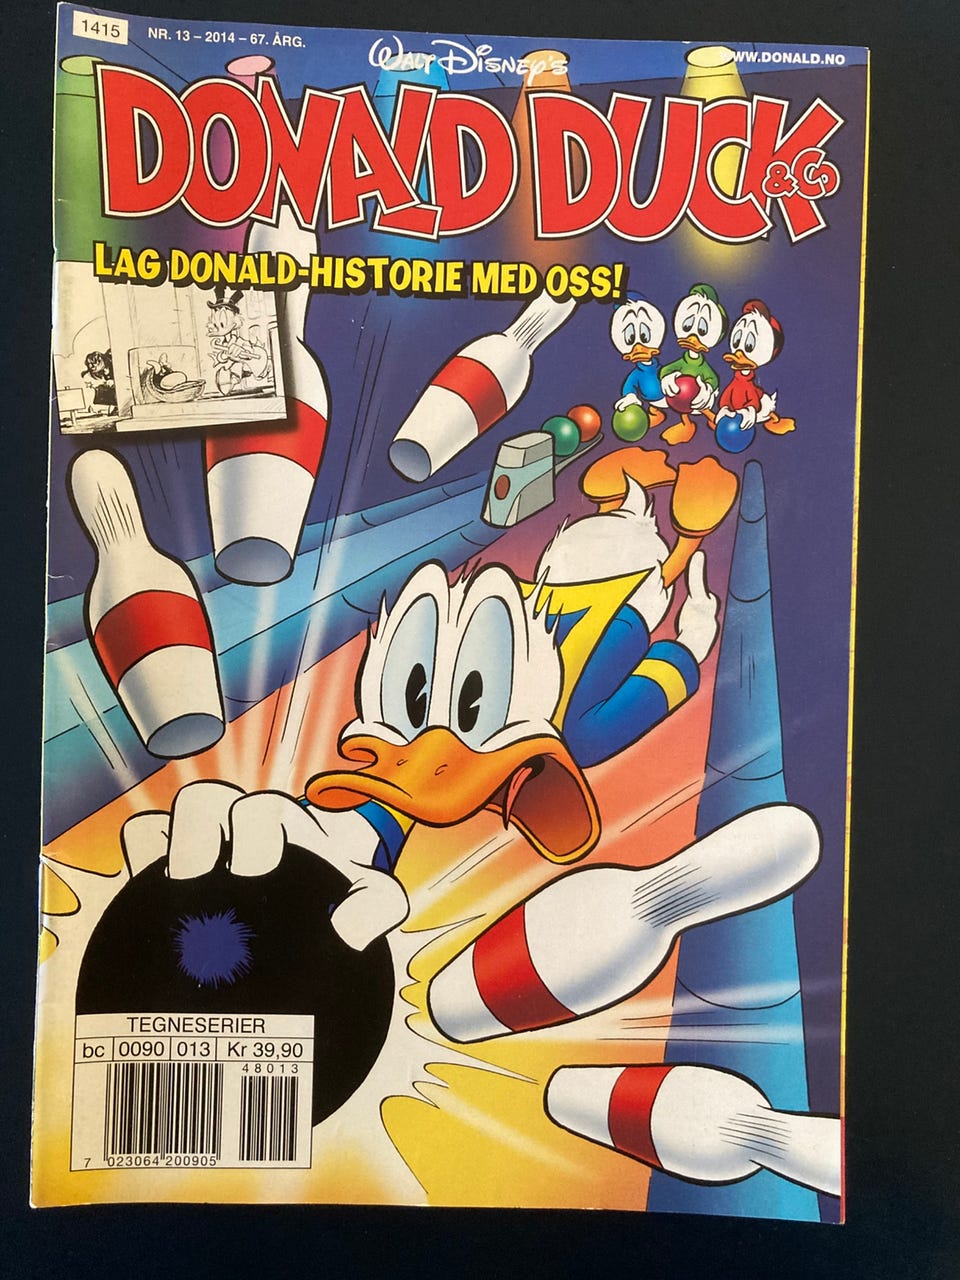 1415
NR. 13 – 2014 – 67. ÅRG.
WALT DISNEY'S
WWW.DONALD.NO
DONALD DUCK
& Co
LAG DONALD-HISTORIE MED OSS!
TEGNESERIER
bc 0090 013 Kr 39,90
48013
7 023064 200905